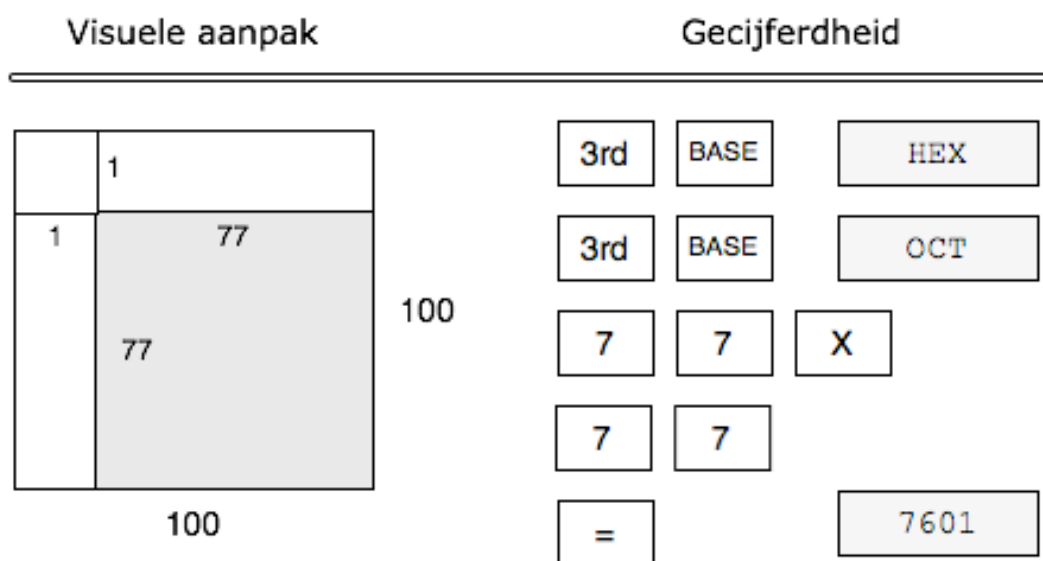 Visuele aanpak
Gecijferdheid
1
1 77
77
100
100
3rd BASE HEX
3rd BASE OCT
7 7 X
7 7
= 7601